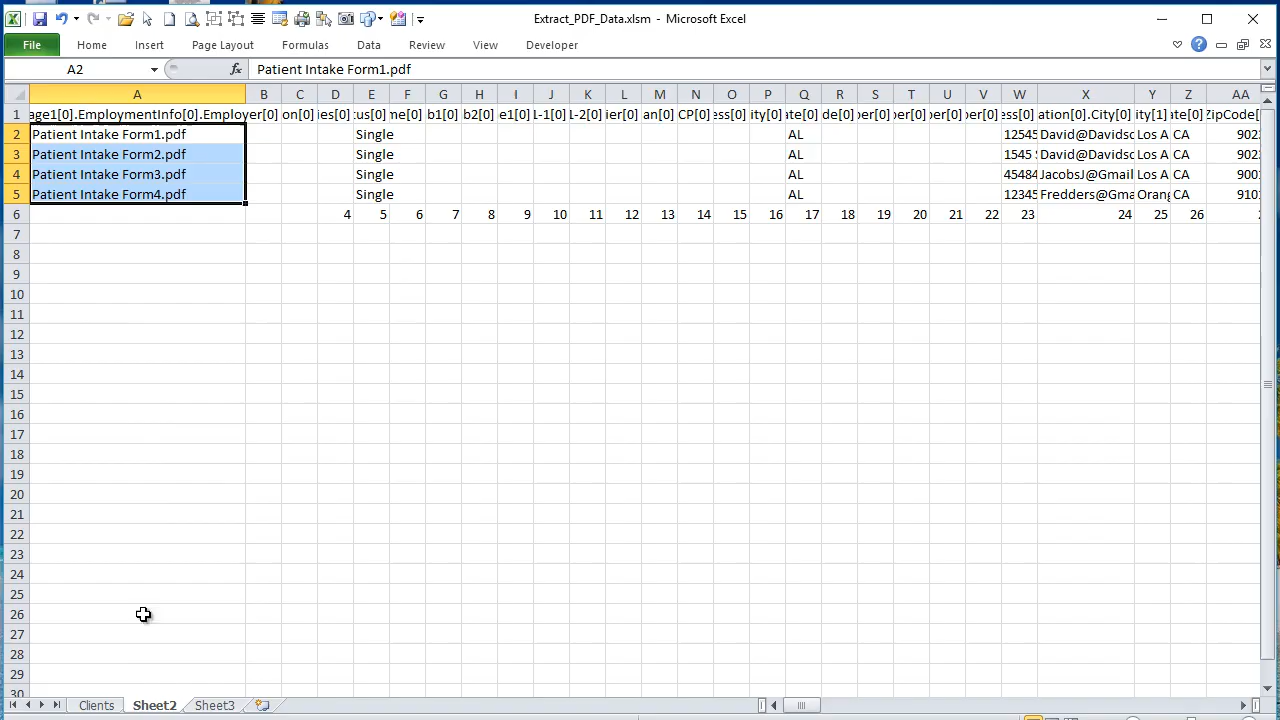 Extract_PDF_Data.xlsm - Microsoft Excel
File Home Insert Page Layout Formulas Data Review View Developer
A2 fx Patient Intake Form1.pdf
A B C D E F G H I J K L M N O P Q R S T U V W X Y Z AA
1 age1[0].EmploymentInfo[0].Employer[0] on[0] ies[0] tus[0] me[0] b1[0] b2[0] e1[0] L-1[0] L-2[0] ier[0] an[0] CP[0] ess[0] ity[0] ate[0] de[0] ber[0] ber[0] ber[0] ber[0] ess[0] ation[0].City[0] ity[1] ate[0] ZipCode[
2 Patient Intake Form1.pdf Single AL 12545 David@Davidsc Los A CA 902
3 Patient Intake Form2.pdf Single AL 1545 David@Davidsc Los A CA 902
4 Patient Intake Form3.pdf Single AL 45484 JacobsJ@Gmail Los A CA 900
5 Patient Intake Form4.pdf Single AL 12345 Fredders@Gma Orang CA 910
6 4 5 6 7 8 9 10 11 12 13 14 15 16 17 18 19 20 21 22 23 24 25 26
7
8
9
10
11
12
13
14
15
16
17
18
19
20
21
22
23
24
25
26
27
28
29
30
Clients Sheet2 Sheet3